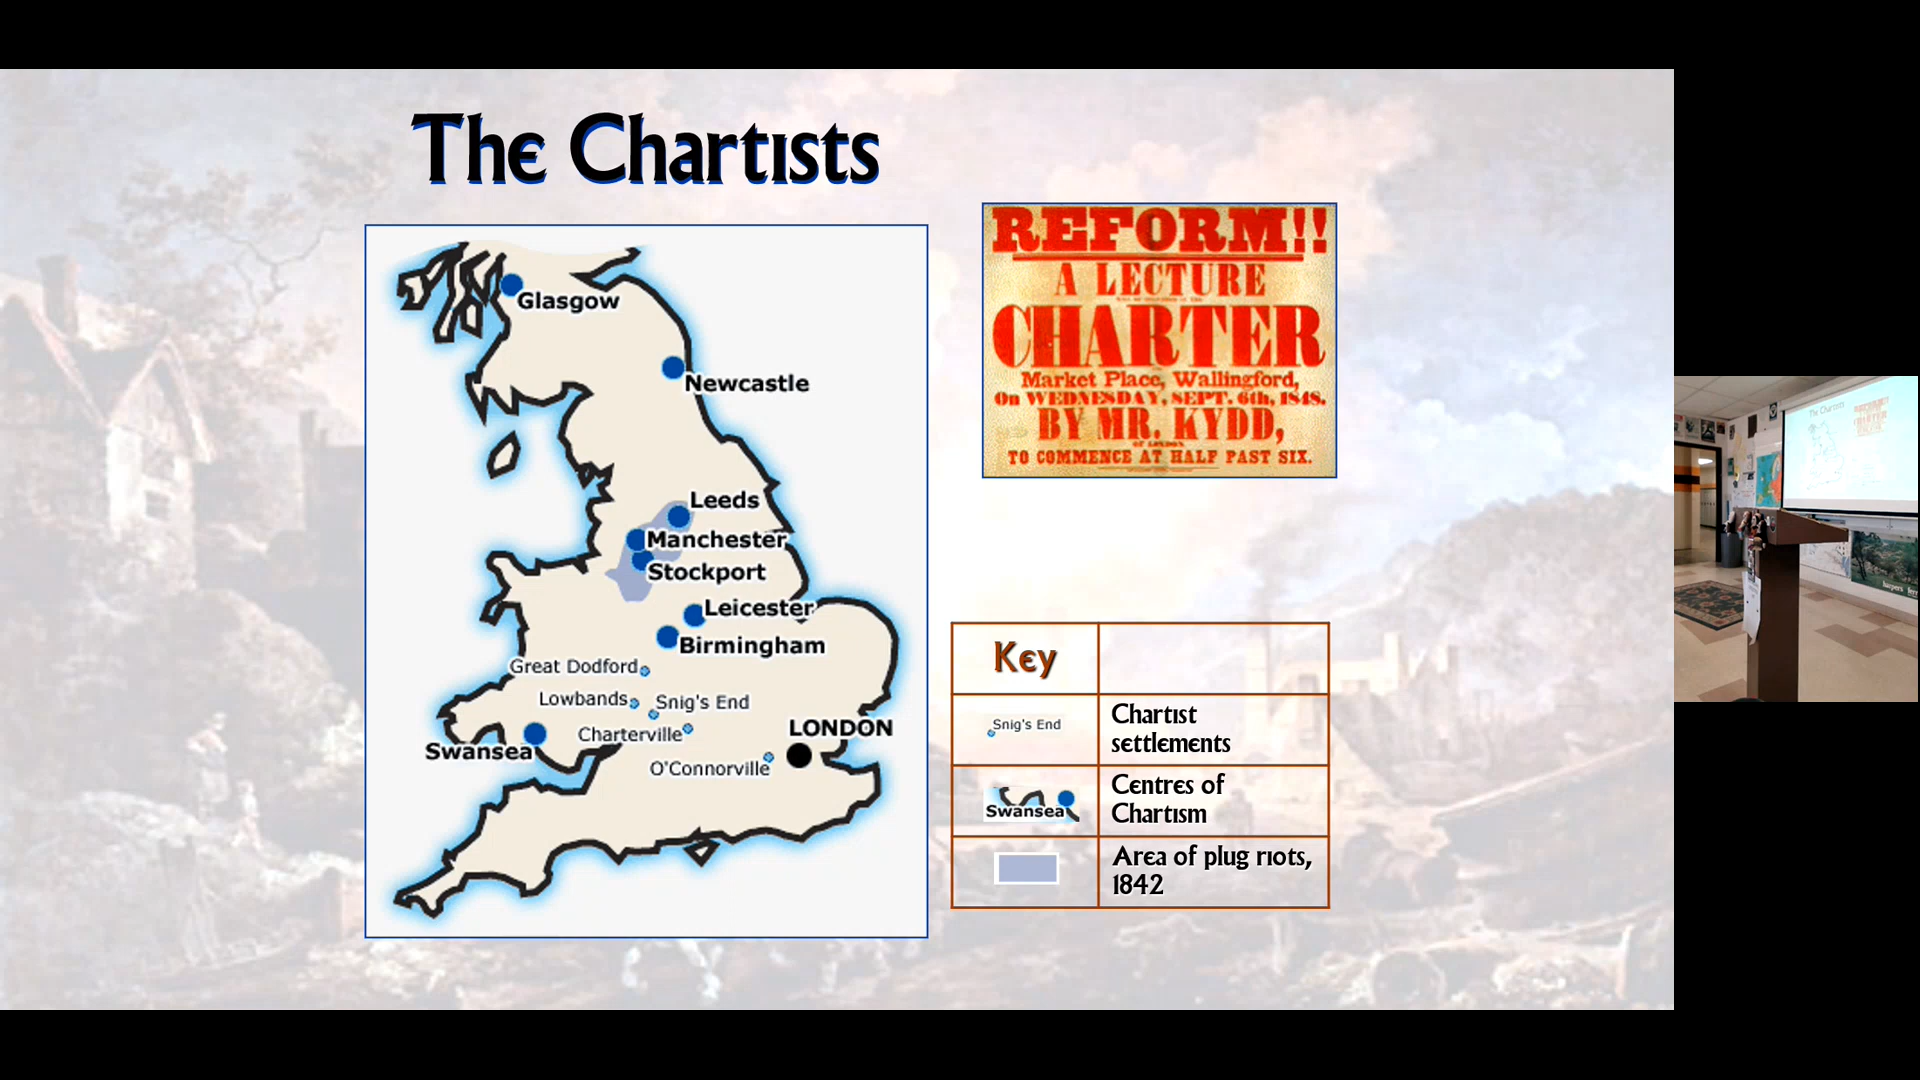 The Chartists
Glasgow
Newcastle
Leeds
Manchester
Stockport
Leicester
Birmingham
Great Dodford
Lowbands
Snig's End
Charterville
LONDON
Swansea
O'Connorville
REFORM!!
A LECTURE
CHARTER
Market Place, Wallingford,
On WEDNESDAY, SEPT. 6th, 1848.
BY MR. KYDD,
OF LONDON
TO COMMENCE AT HALF PAST SIX.
Key
Snig's End
Chartist
settlements
Swansea
Centres of
Chartism
Area of plug riots,
1842
The Chartists